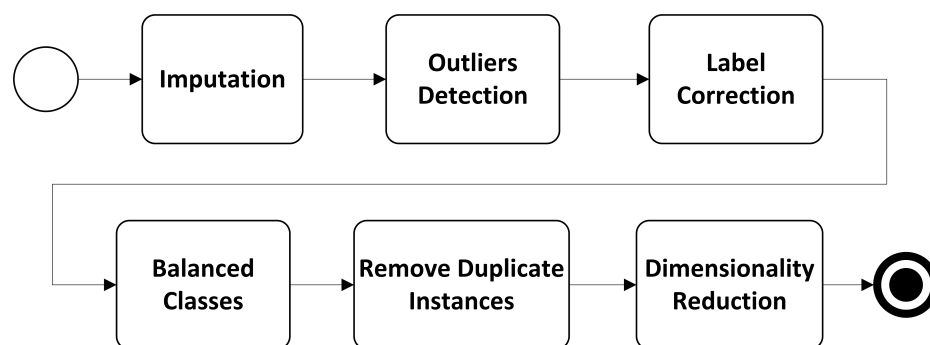 Imputation
Outliers
Detection
Label
Correction
Balanced
Classes
Remove Duplicate
Instances
Dimensionality
Reduction